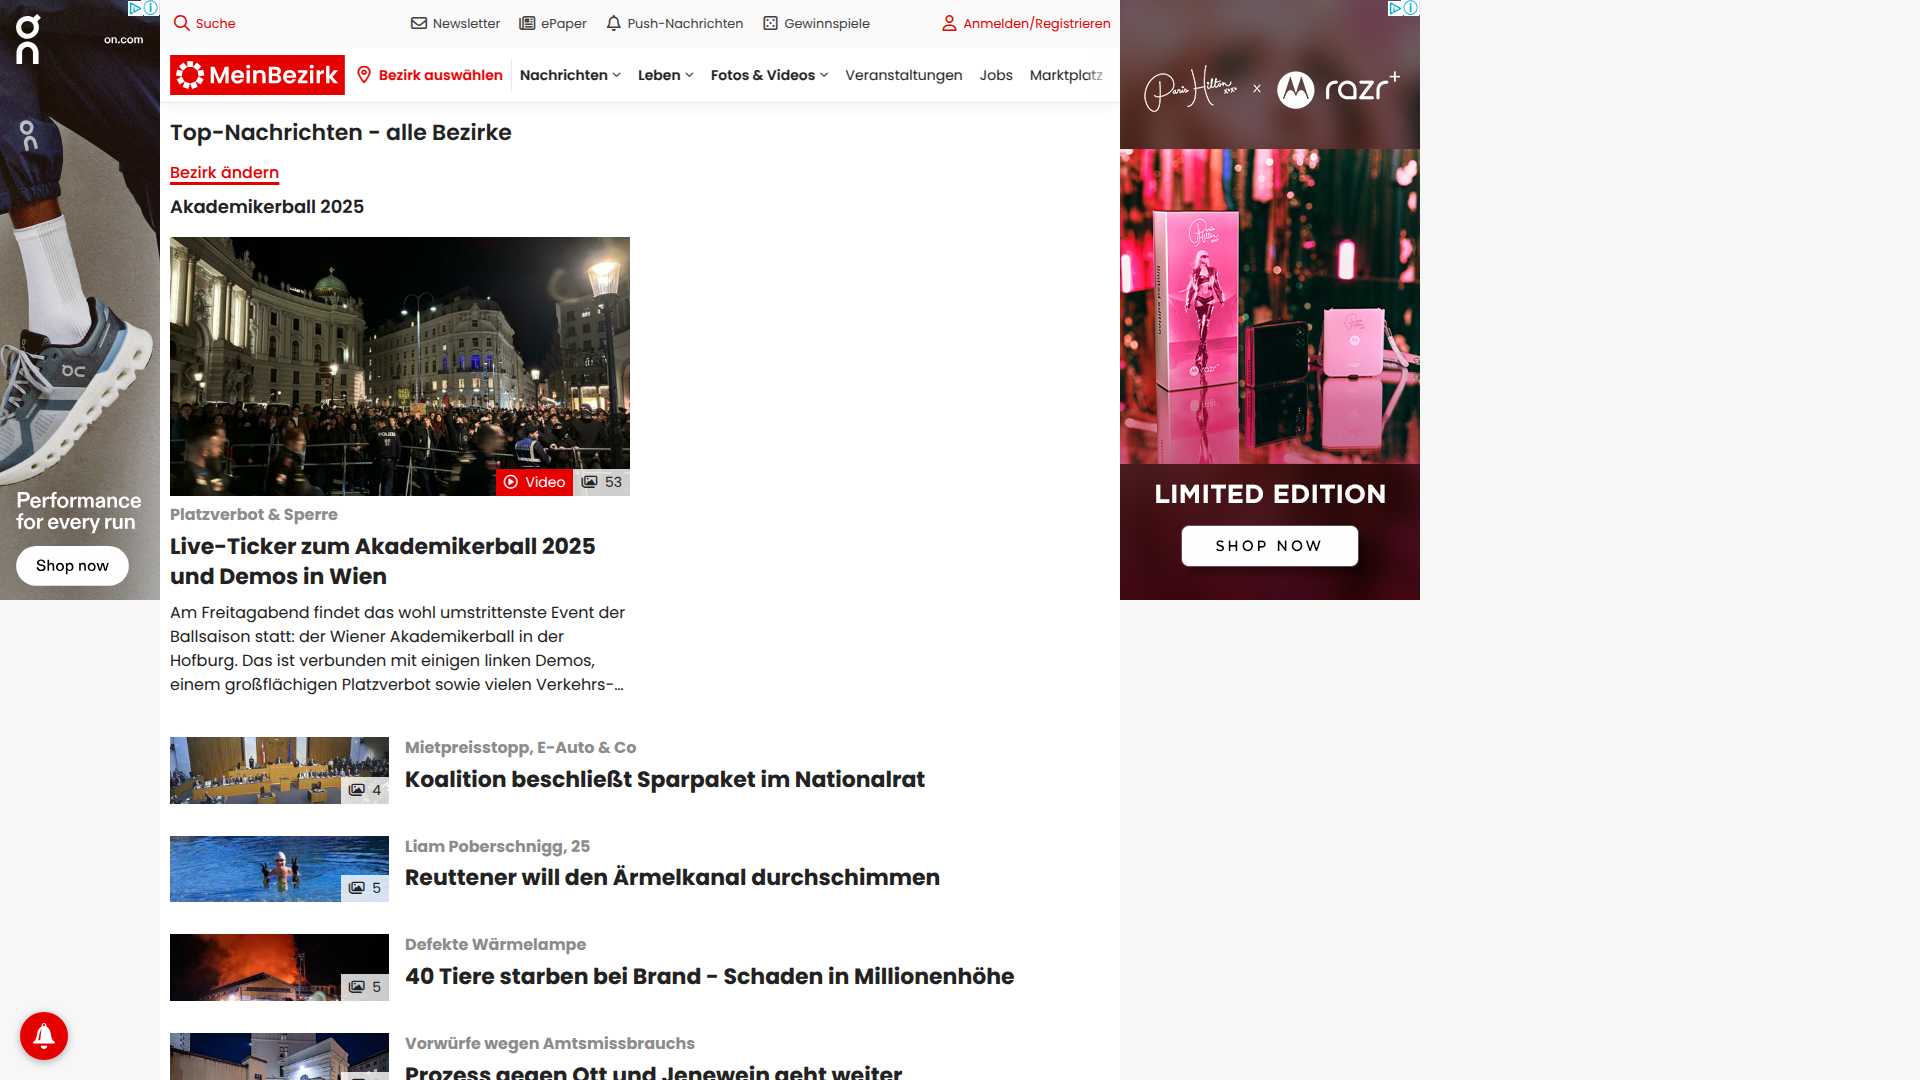 on.com
Performance
for every run
Shop now
Suche
Newsletter
ePaper
Push-Nachrichten
Gewinnspiele
Anmelden/Registrieren
MeinBezirk
Bezirk auswählen
Nachrichten
Leben
Fotos & Videos
Veranstaltungen
Jobs
Marktplatz
Top-Nachrichten - alle Bezirke
Bezirk ändern
Akademikerball 2025
Video
53
Platzverbot & Sperre
Live-Ticker zum Akademikerball 2025
und Demos in Wien
Am Freitagabend findet das wohl umstrittenste Event der
Ballsaison statt: der Wiener Akademikerball in der
Hofburg. Das ist verbunden mit einigen linken Demos,
einem großflächigen Platzverbot sowie vielen Verkehrs-...
4
Mietpreisstopp, E-Auto & Co
Koalition beschließt Sparpaket im Nationalrat
5
Liam Poberschnigg, 25
Reuttener will den Ärmelkanal durchschimmen
5
Defekte Wärmelampe
40 Tiere starben bei Brand - Schaden in Millionenhöhe
Vorwürfe wegen Amtsmissbrauchs
Prozess gegen Ott und Jenewein geht weiter
Paris Hilton
x
razr+
LIMITED EDITION
SHOP NOW